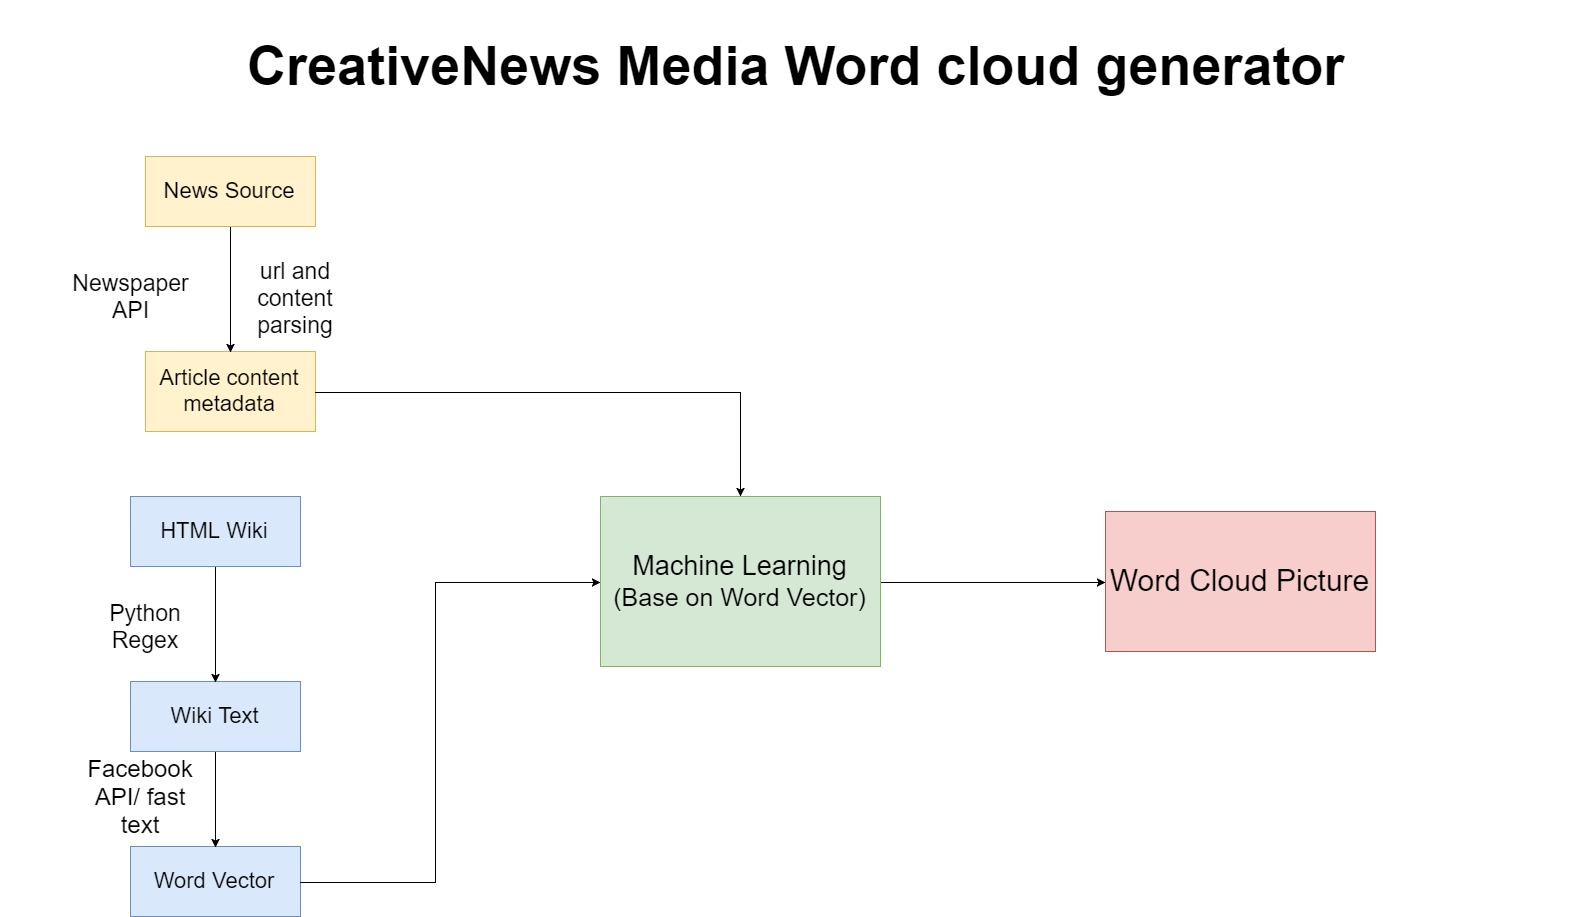 CreativeNews Media Word cloud generator
News Source
Newspaper
API
url and
content
parsing
Article content
metadata
HTML Wiki
Python
Regex
Wiki Text
Facebook
API/ fast
text
Word Vector
Machine Learning
(Base on Word Vector)
Word Cloud Picture